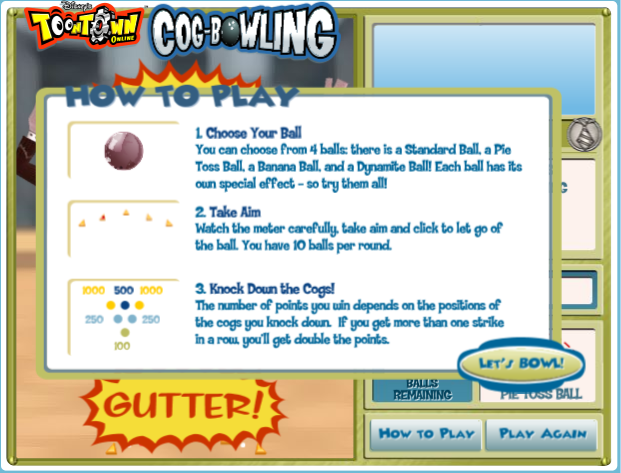 Disney's
TOONTOWN
ONLINE
COG-BOWLING
HOW TO PLAY
1. Choose Your Ball
You can choose from 4 balls: there is a Standard Ball, a Pie
Toss Ball, a Banana Ball, and a Dynamite Ball! Each ball has its
own special effect - so try them all!
2. Take Aim
Watch the meter carefully, take aim and click to let go of
the ball. You have 10 balls per round.
3. Knock Down the Cogs!
The number of points you win depends on the positions of
the cogs you knock down. If you get more than one strike
in a row, you'll get double the points.
1000 500 1000
250 250
100
LET'S BOWL!
GUTTER!
BALLS
REMAINING
PIE TOSS BALL
HOW TO PLAY
PLAY AGAIN